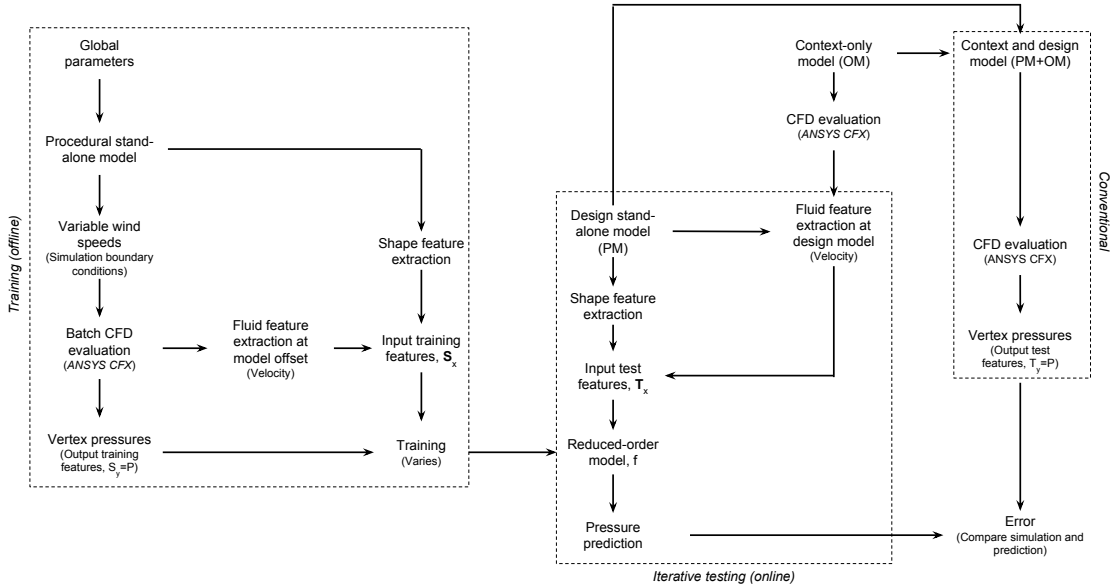 Global
parameters
Procedural stand-
alone model
Variable wind
speeds
(Simulation boundary
conditions)
Shape feature
extraction
Batch CFD
evaluation
(ANSYS CFX)
Fluid feature
extraction at
model offset
(Velocity)
Input training
features, Sx
Vertex pressures
(Output training
features, Sy=P)
Training
(Varies)
Training (offline)
Context-only
model (OM)
Context and design
model (PM+OM)
CFD evaluation
(ANSYS CFX)
Design stand-
alone model
(PM)
Fluid feature
extraction at
design model
(Velocity)
Shape feature
extraction
Input test
features, Tx
Reduced-order
model, f
Pressure
prediction
Iterative testing (online)
CFD evaluation
(ANSYS CFX)
Vertex pressures
(Output test
features, Ty=P)
Conventional
Error
(Compare simulation and
prediction)